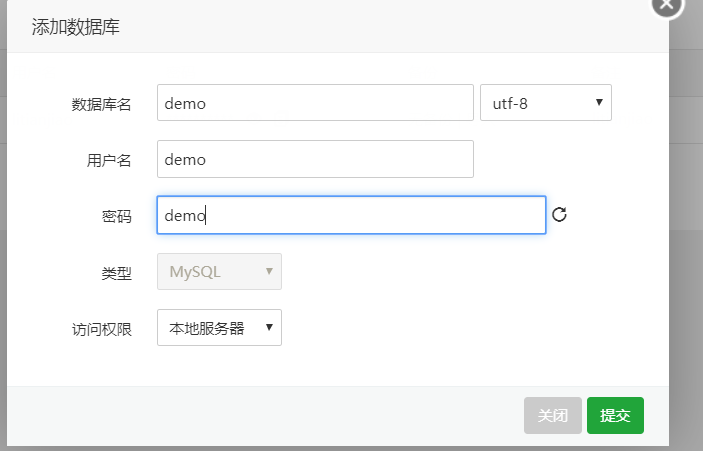 添加数据库
数据库名 demo utf-8
用户名 demo
密码 demo
类型 MySQL
访问权限 本地服务器
关闭 提交